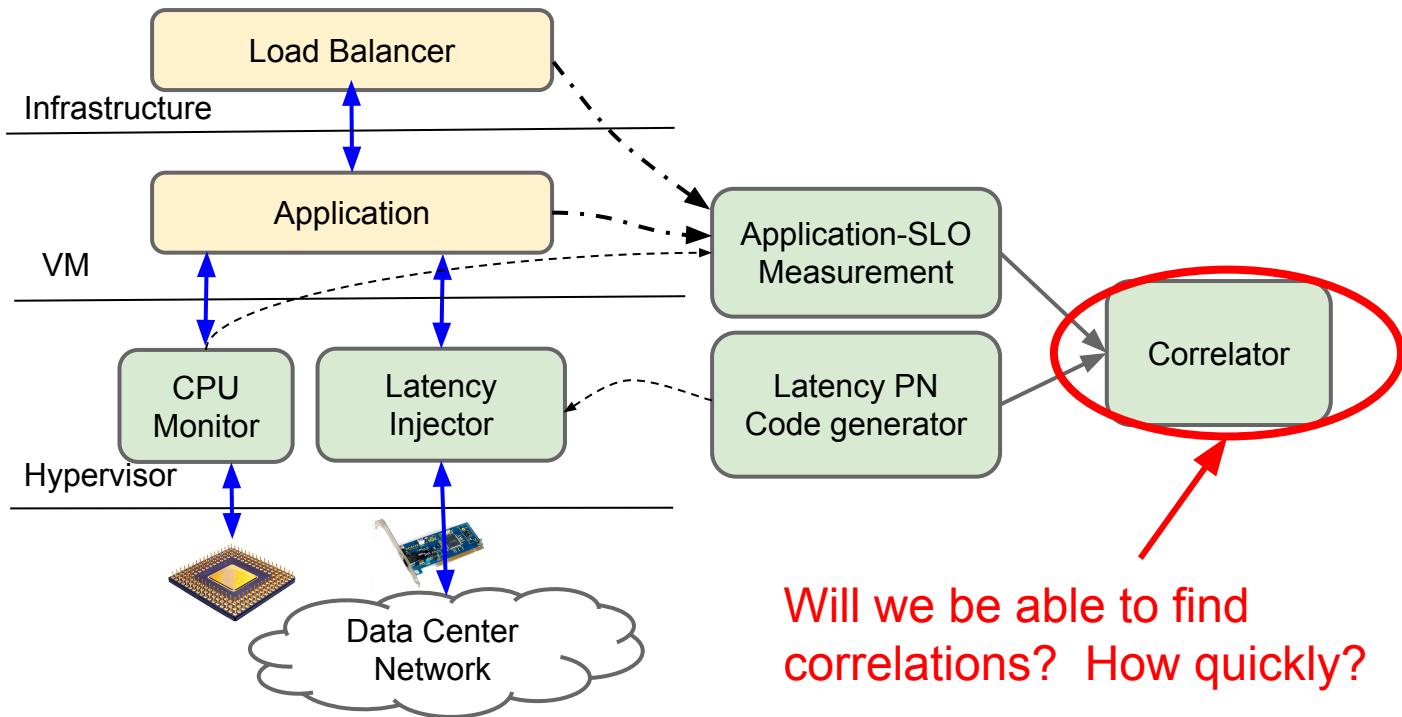 Load Balancer
Infrastructure
Application
VM
Application-SLO
Measurement
CPU
Monitor
Latency
Injector
Latency PN
Code generator
Correlator
Hypervisor
Data Center
Network
Will we be able to find
correlations?  How quickly?